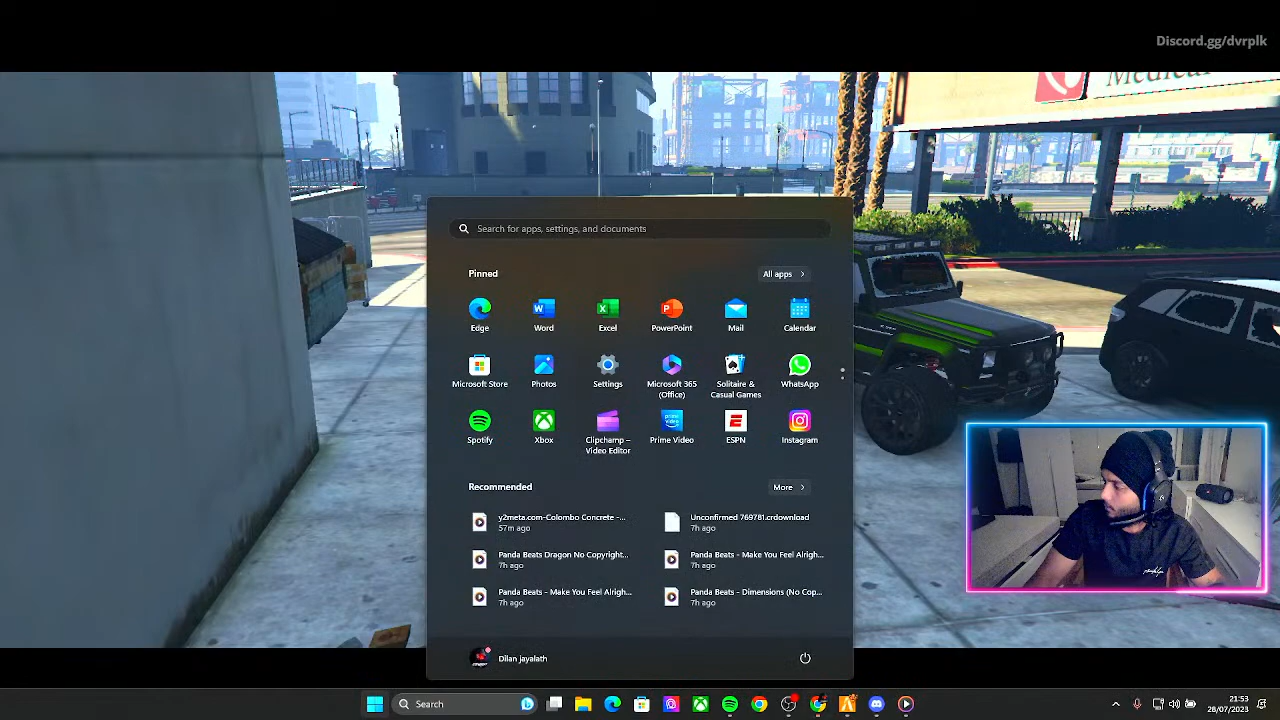 Discord.gg/dvrplk
Search for apps, settings, and documents
Pinned
All apps
Edge
Word
Excel
PowerPoint
Mail
Calendar
Microsoft Store
Photos
Settings
Microsoft 365
(Office)
Solitaire &
Casual Games
WhatsApp
Spotify
Xbox
Clipchamp –
Video Editor
Prime Video
ESPN
Instagram
Recommended
More
y2meta.com-Colombo Concrete -...
57m ago
Unconfirmed 769781.crdownload
7h ago
Panda Beats Dragon No Copyright...
7h ago
Panda Beats - Make You Feel Alrigh...
7h ago
Panda Beats - Make You Feel Alrigh...
7h ago
Panda Beats - Dimensions (No Cop...
7h ago
Dilan jayalath
Search
21:53
28/07/2023